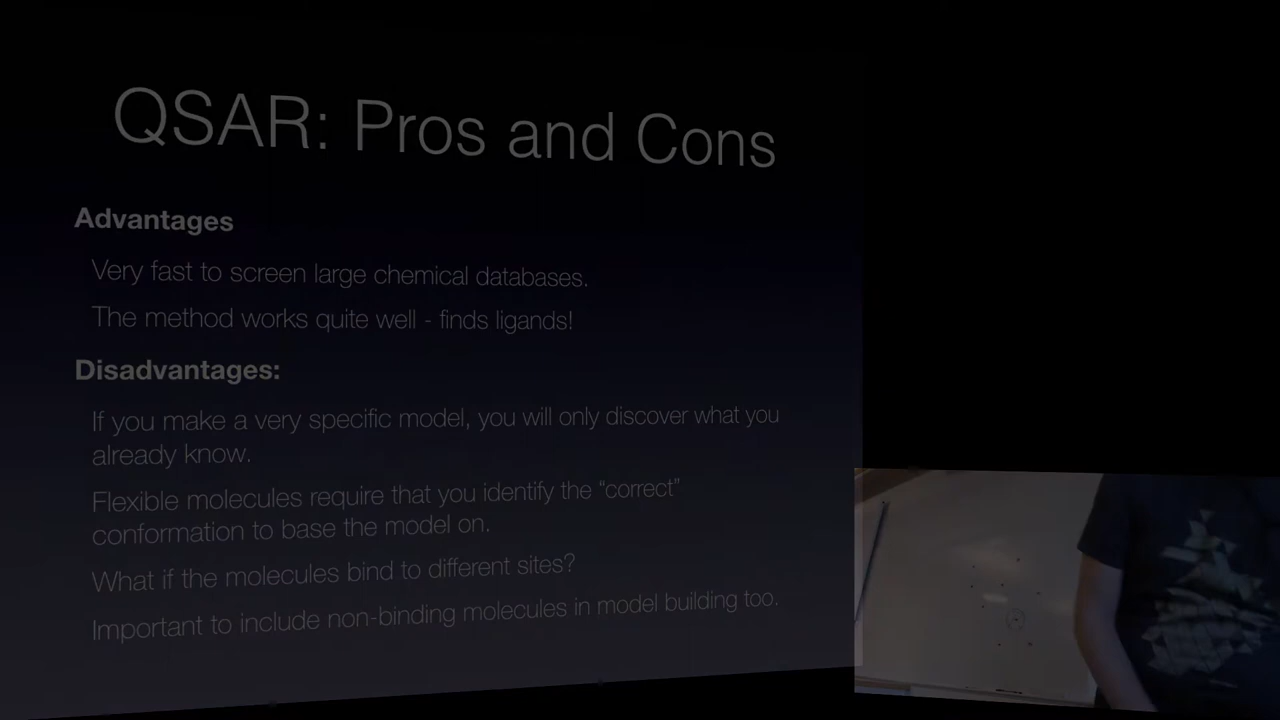 QSAR: Pros and Cons
Advantages
Very fast to screen large chemical databases.
The method works quite well - finds ligands!
Disadvantages:
If you make a very specific model, you will only discover what you
already know.
Flexible molecules require that you identify the “correct”
conformation to base the model on.
What if the molecules bind to different sites?
Important to include non-binding molecules in model building too.